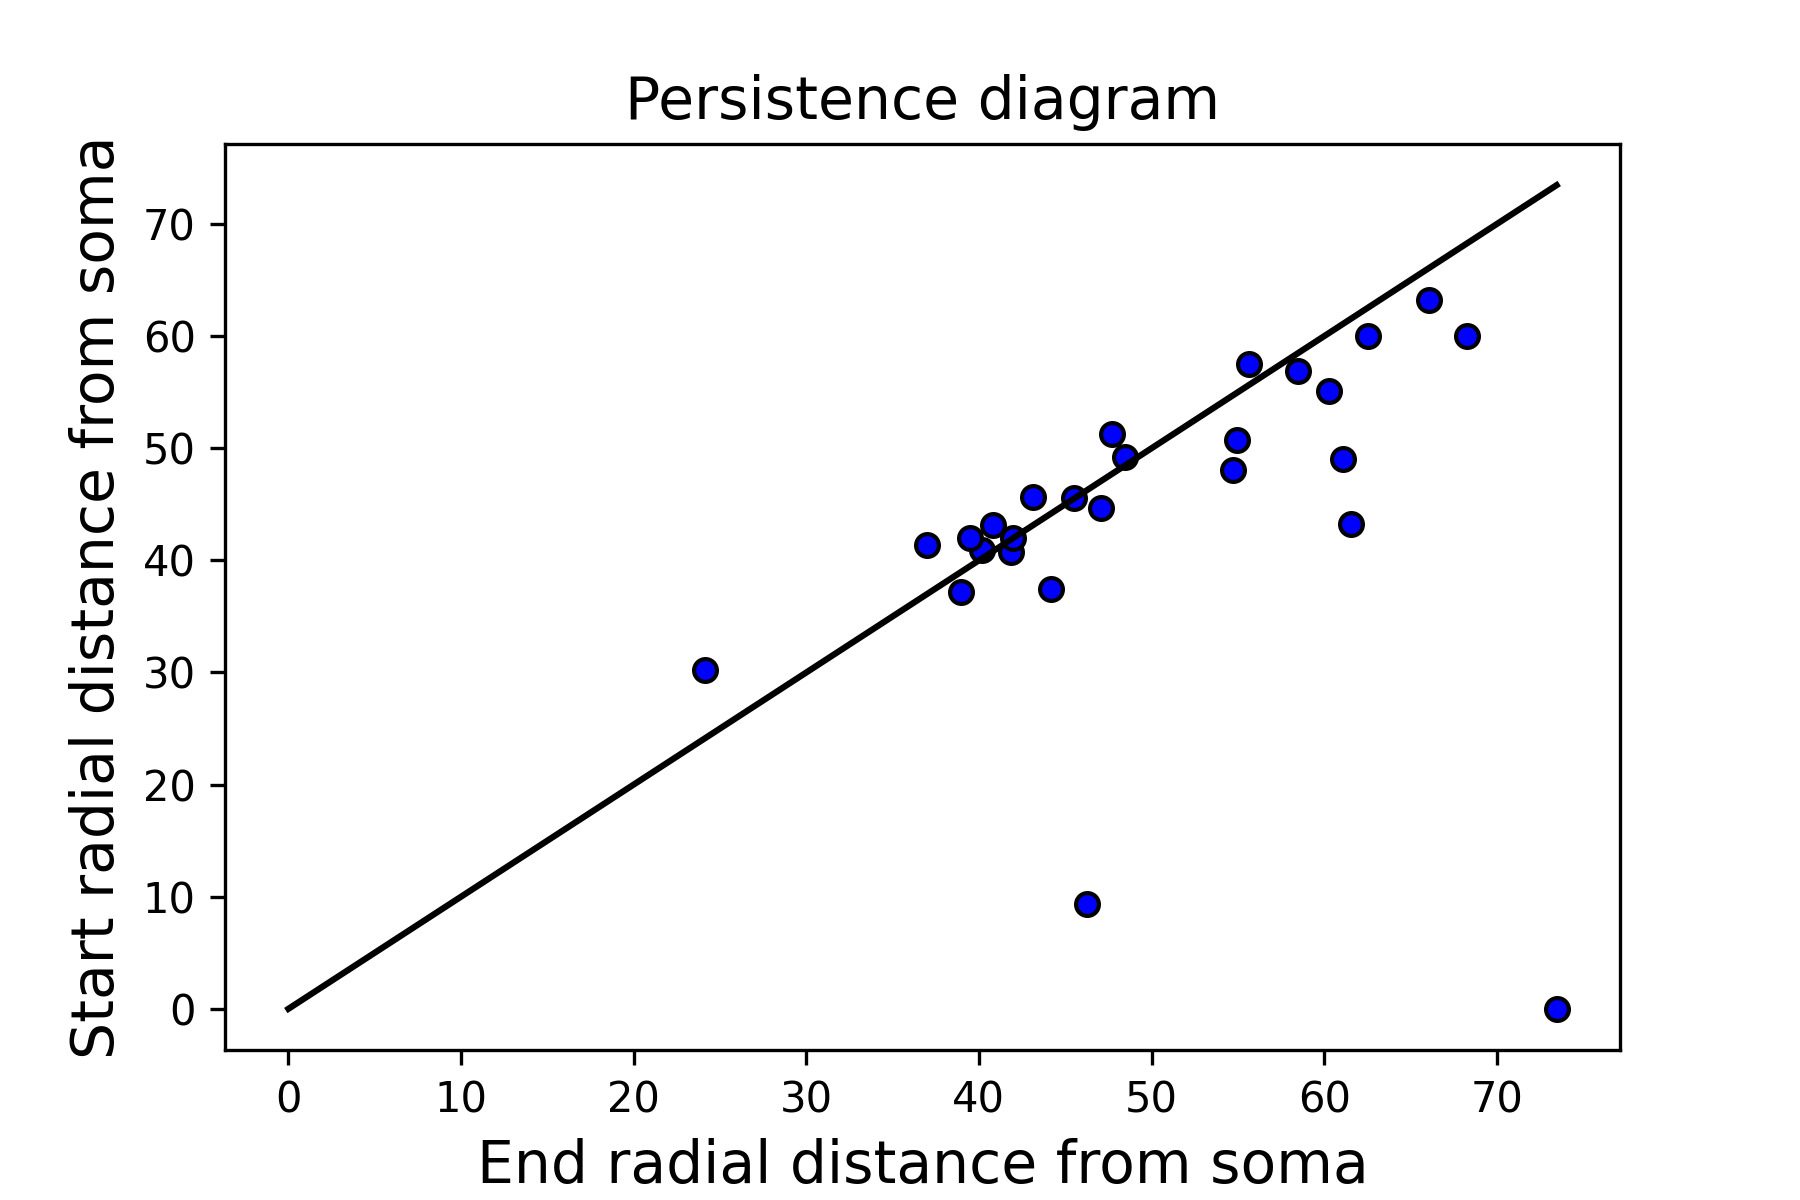 Persistence diagram
Start radial distance from soma
70
60
50
40
30
20
10
0
0 10 20 30 40 50 60 70
End radial distance from soma